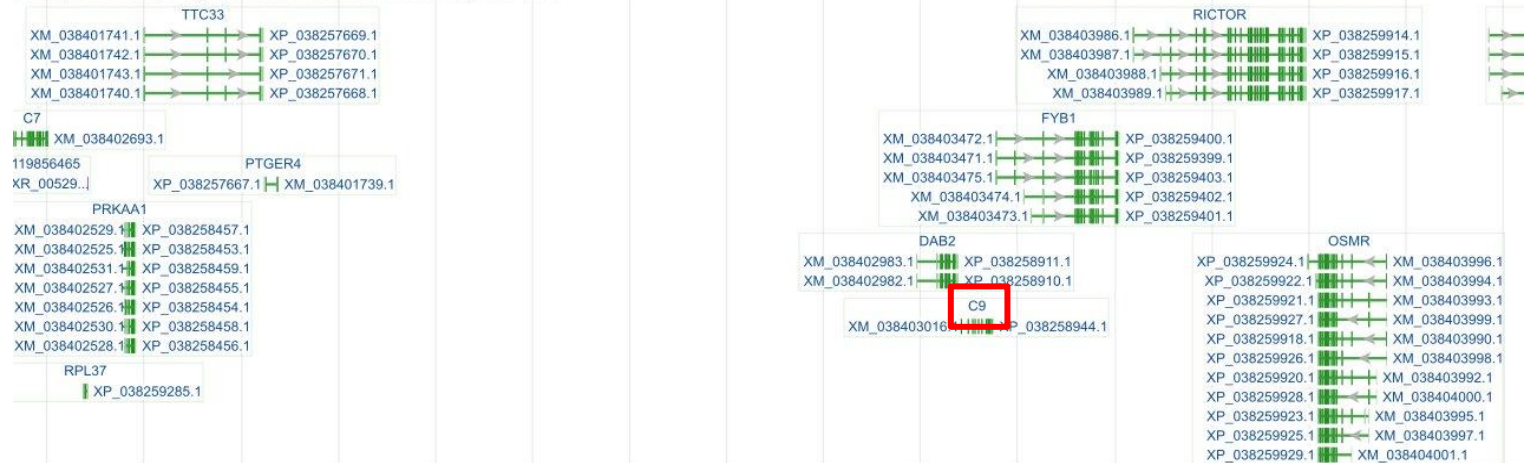 TTC33
XM_038401741.1 XP_038257669.1
XM_038401742.1 XP_038257670.1
XM_038401743.1 XP_038257671.1
XM_038401740.1 XP_038257668.1
C7
XM_038402693.1
119856465
XR_00529...
PTGER4
XP_038257667.1 XM_038401739.1
PRKAA1
XM_038402529.1 XP_038258457.1
XM_038402525.1 XP_038258453.1
XM_038402531.1 XP_038258459.1
XM_038402527.1 XP_038258455.1
XM_038402526.1 XP_038258454.1
XM_038402530.1 XP_038258458.1
XM_038402528.1 XP_038258456.1
RPL37
XP_038259285.1
RICTOR
XM_038403986.1 XP_038259914.1
XM_038403987.1 XP_038259915.1
XM_038403988.1 XP_038259916.1
XM_038403989.1 XP_038259917.1
FYB1
XM_038403472.1 XP_038259400.1
XM_038403471.1 XP_038259399.1
XM_038403475.1 XP_038259403.1
XM_038403474.1 XP_038259402.1
XM_038403473.1 XP_038259401.1
DAB2
XM_038402983.1 XP_038258911.1
XM_038402982.1 XP_038258910.1
C9
XM_038403016.1 XP_038258944.1
OSMR
XP_038259924.1 XM_038403996.1
XP_038259922.1 XM_038403994.1
XP_038259921.1 XM_038403993.1
XP_038259927.1 XM_038403999.1
XP_038259918.1 XM_038403990.1
XP_038259926.1 XM_038403998.1
XP_038259920.1 XM_038403992.1
XP_038259928.1 XM_038404000.1
XP_038259923.1 XM_038403995.1
XP_038259925.1 XM_038403997.1
XP_038259929.1 XM_038404001.1